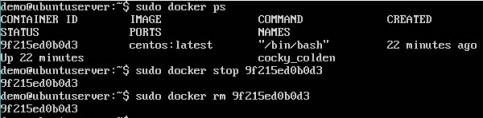 demo@ubuntuserver:~$ sudo docker ps
CONTAINER ID IMAGE COMMAND CREATED
STATUS PORTS NAMES
9f215ed0b0d3 centos:latest "/bin/bash" 22 minutes ago
Up 22 minutes cocky_colden
demo@ubuntuserver:~$ sudo docker stop 9f215ed0b0d3
9f215ed0b0d3
demo@ubuntuserver:~$ sudo docker rm 9f215ed0b0d3
9f215ed0b0d3